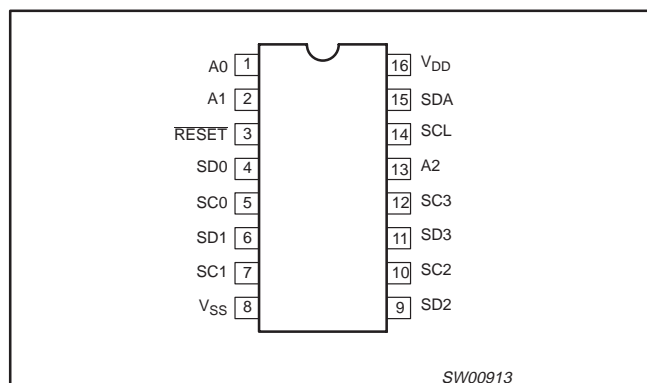 A0 1 16 VDD
A1 2 15 SDA
RESET 3 14 SCL
SD0 4 13 A2
SC0 5 12 SC3
SD1 6 11 SD3
SC1 7 10 SC2
VSS 8 9 SD2
SW00913